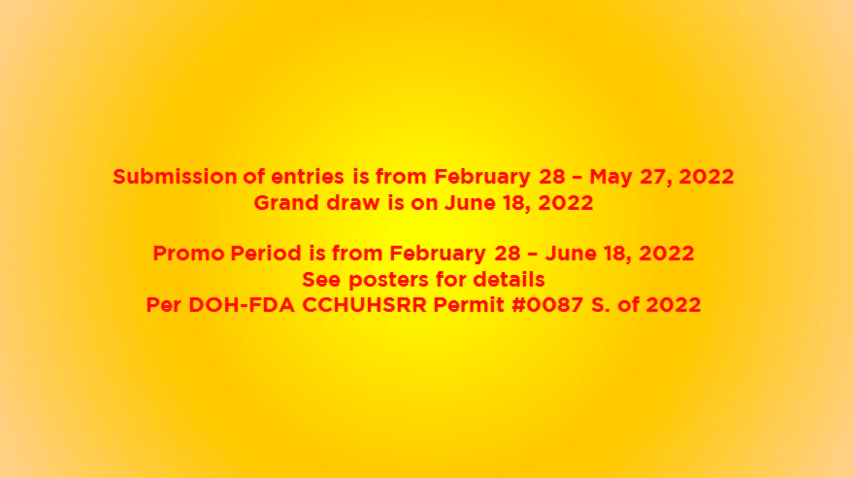 Submission of entries is from February 28 – May 27, 2022
Grand draw is on June 18, 2022
Promo Period is from February 28 – June 18, 2022
See posters for details
Per DOH-FDA CCHUHSRR Permit #0087 S. of 2022